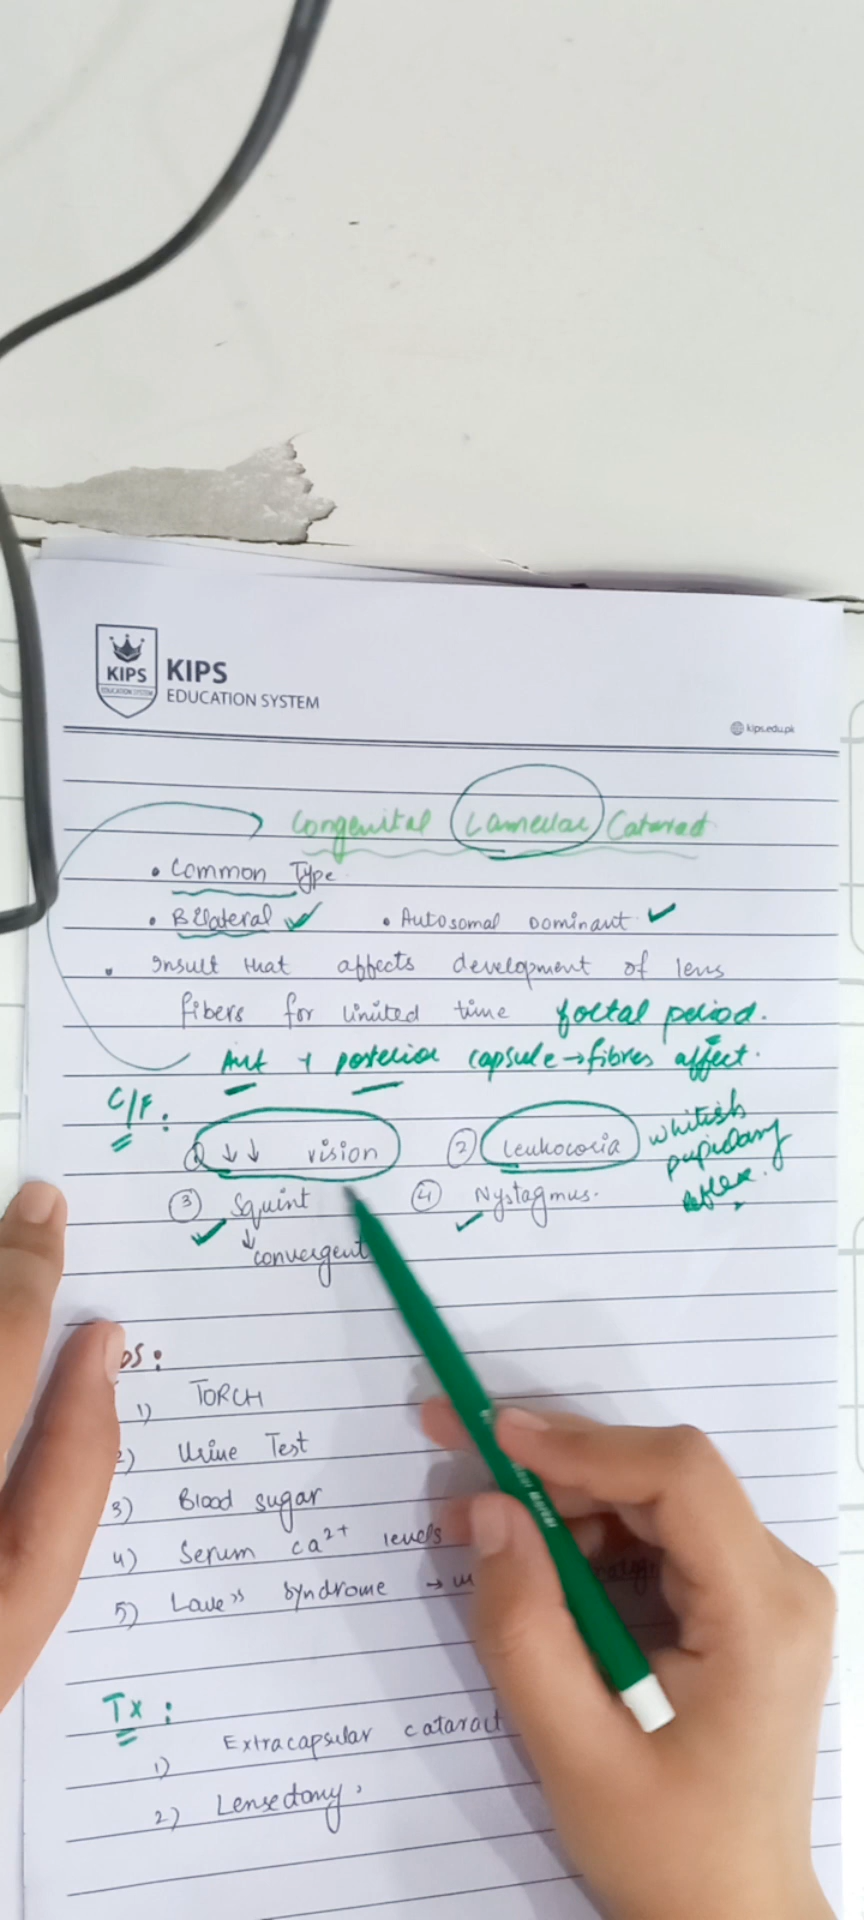 KIPS
EDUCATION SYSTEM
KIPS
EDUCATION SYSTEM
kips.edu.pk
Congenital Lamellar Cataract
• Common Type
• Bilateral ✓ • Autosomal Dominant ✓
• Insult that affects development of lens
fibers for limited time foetal period.
Ant + posterior capsule → fibres affect.
C/F:
① ↓↓ vision ② Leukocoria whitish pupillary reflex.
③ Squint ④ Nystagmus.
↓
convergent
DS:
1) TORCH
2) Urine Test
3) Blood sugar
4) Serum Ca²⁺ levels
5) Lowe's syndrome →
Tx:
1) Extracapsular cataract
2) Lensectomy.